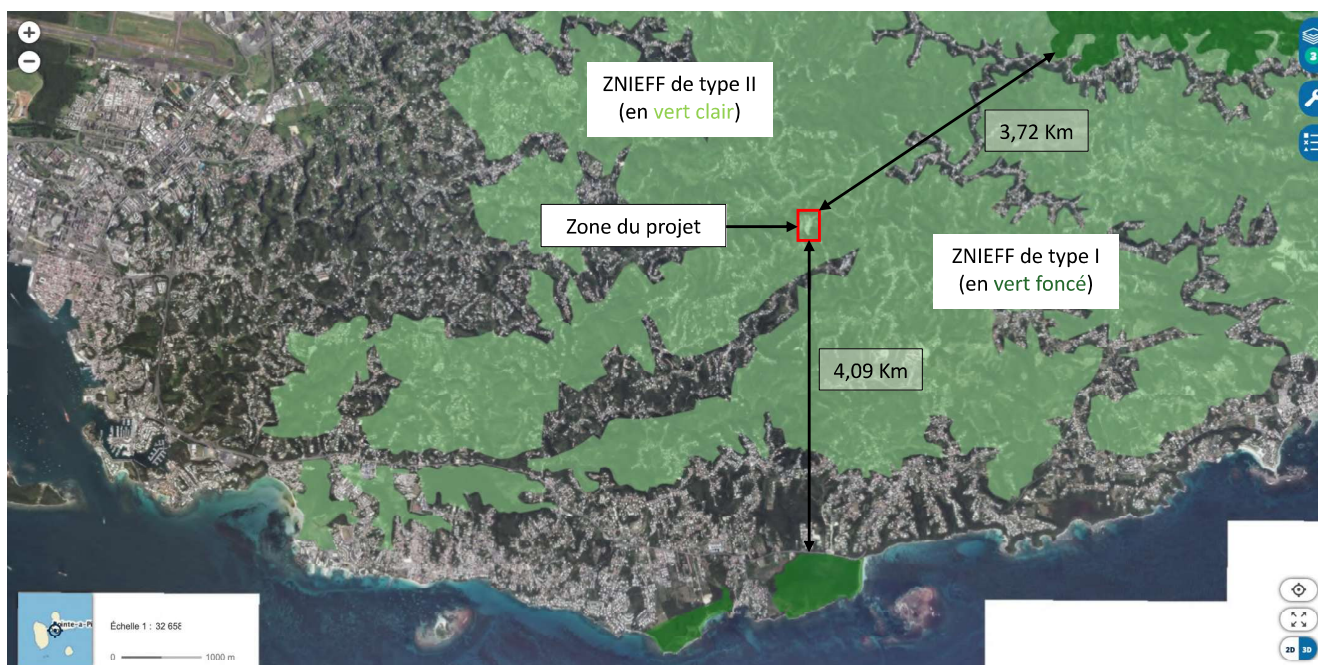 ZNIEFF de type II
(en vert clair)
3
3,72 Km
Zone du projet
ZNIEFF de type I
(en vert foncé)
4,09 Km
Échelle 1 : 32 658
0
1000 m
2D
3D